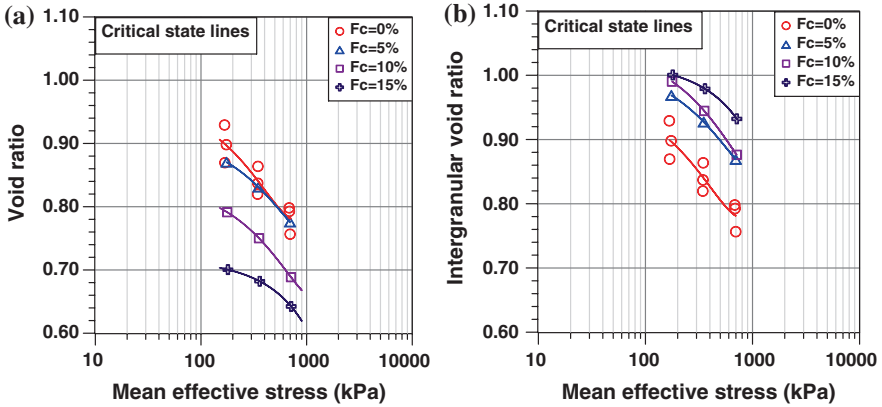 (a)
Critical state lines
Fc=0%
Fc=5%
Fc=10%
Fc=15%
Void ratio
1.10
1.00
0.90
0.80
0.70
0.60
10
100
1000
10000
Mean effective stress (kPa)
(b)
Critical state lines
Fc=0%
Fc=5%
Fc=10%
Fc=15%
Intergranular void ratio
1.10
1.00
0.90
0.80
0.70
0.60
10
100
1000
10000
Mean effective stress (kPa)